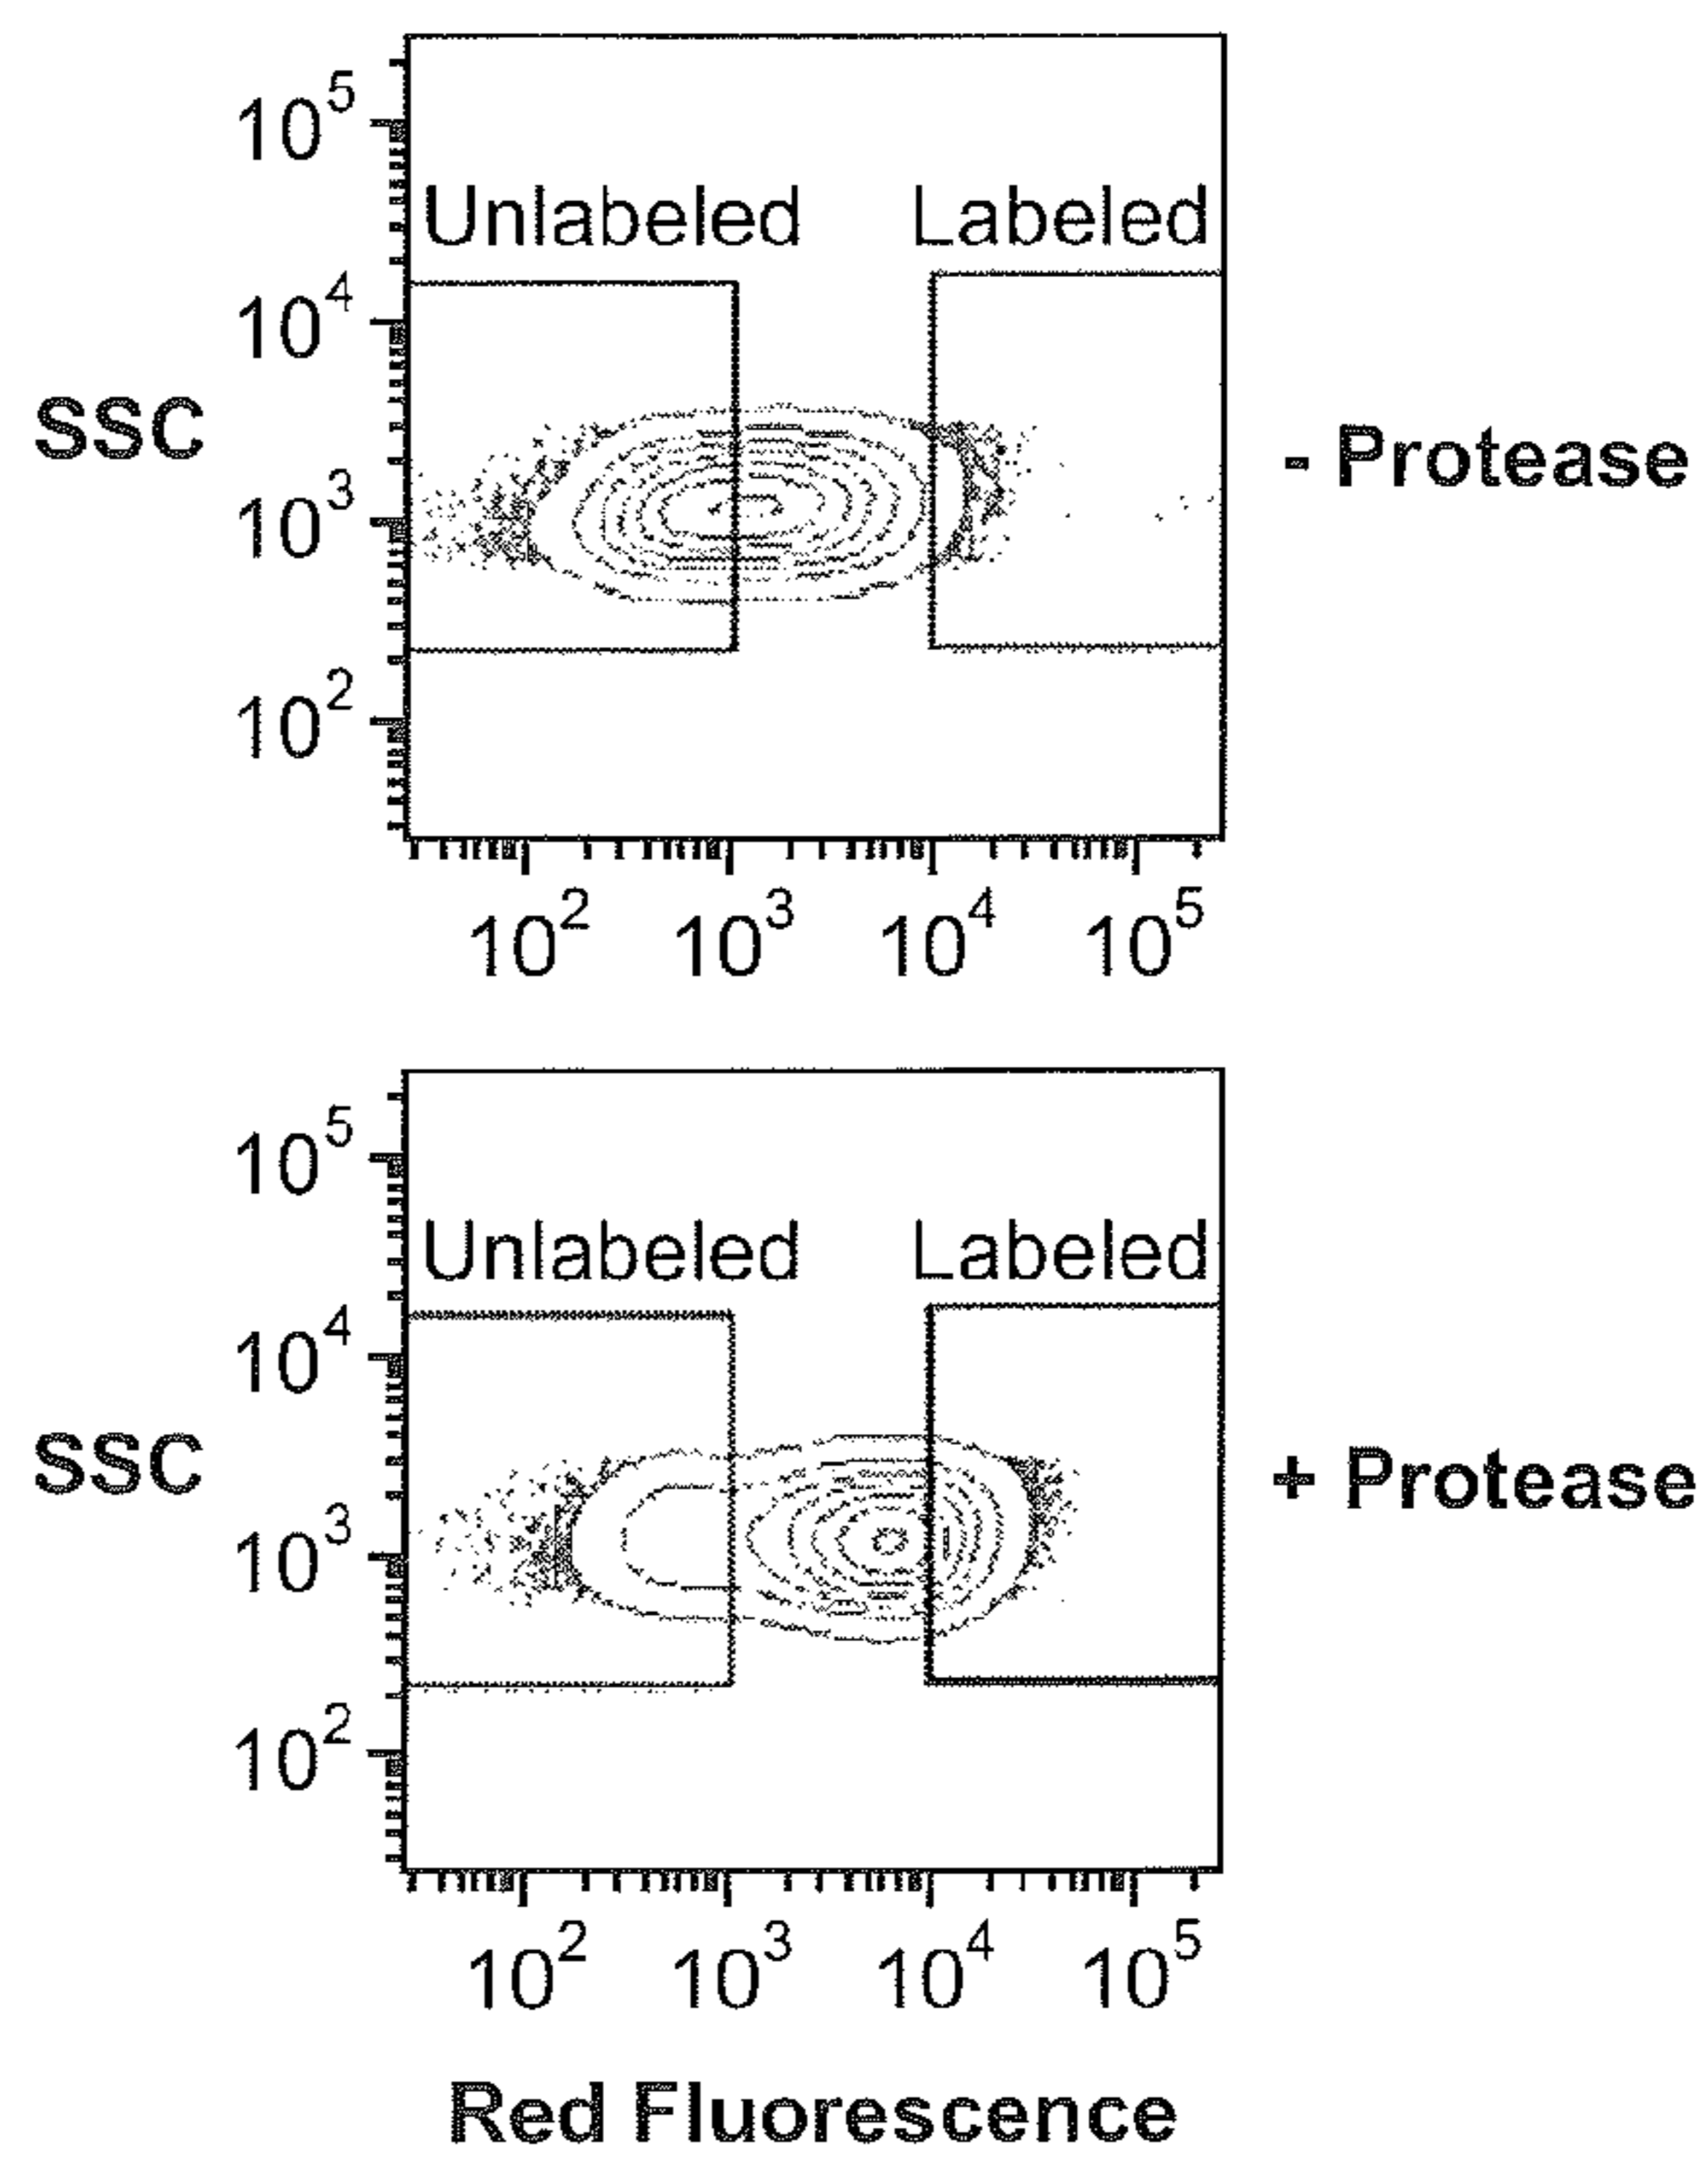 10^5
Unlabeled Labeled
10^4
SSC
- Protease
10^3
10^2
10^2 10^3 10^4 10^5
10^5
Unlabeled Labeled
10^4
SSC
+ Protease
10^3
10^2
10^2 10^3 10^4 10^5
Red Fluorescence